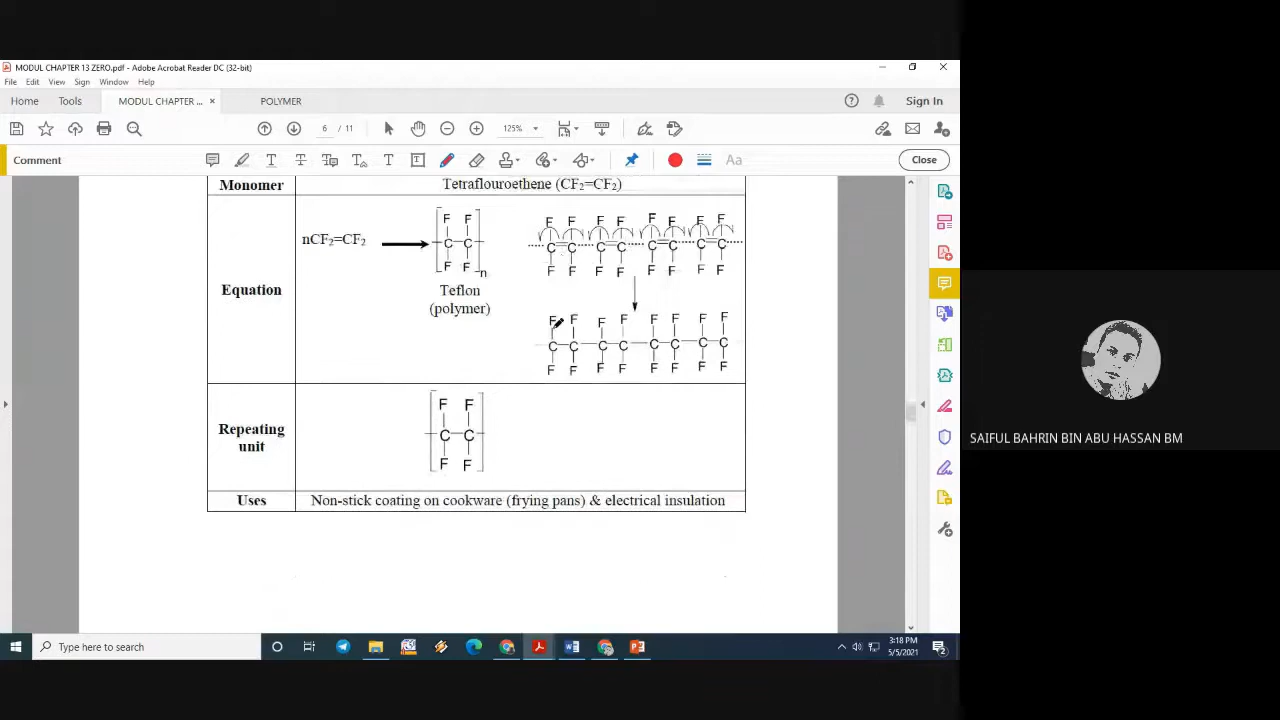 MODUL CHAPTER 13 ZERO.pdf - Adobe Acrobat Reader DC (32-bit)
File Edit View Sign Window Help
Home Tools MODUL CHAPTER ... × POLYMER Sign In
6 / 11 125%
Comment Aa Close
Monomer Tetraflouroethene (CF₂=CF₂)
Equation
nCF₂=CF₂
F F
C C
F F n
Teflon
(polymer)
F F F F F F F F
C C C C C C C C
F F F F F F F F
F F F F F F F F
C C C C C C C C
F F F F F F F F
Repeating
unit
F F
C C
F F
Uses Non-stick coating on cookware (frying pans) & electrical insulation
SAIFUL BAHRIN BIN ABU HASSAN BM
Type here to search
3:18 PM
5/5/2021
2